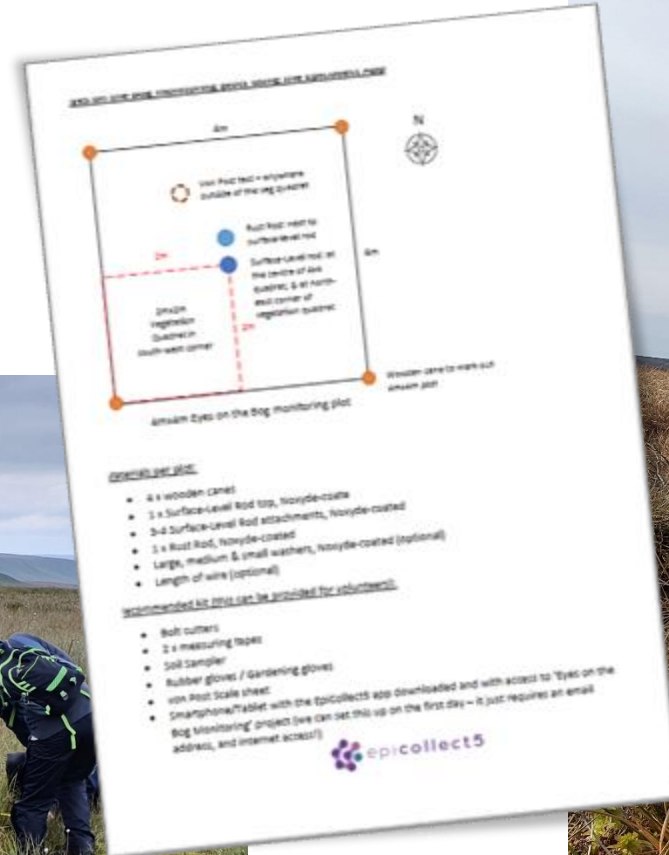 4m
N
von Post test – anywhere
outside of the veg quadrat
Rust Rod: next to
surface-level rod
4m
2m
Surface-Level rod: at
the centre of 4x4
quadrat, & at north-
east corner of
vegetation quadrat
2mx2m
Vegetation
Quadrat in
south-west corner
2m
Wooden cane to mark out
4mx4m plot
4mx4m Eyes on the Bog monitoring plot
Materials per plot:
4 x wooden canes
1 x Surface-Level Rod top, Noxyde-coate
3-4 Surface-Level Rod attachments, Noxyde-coated
1 x Rust Rod, Noxyde-coated
Large, medium & small washers, Noxyde-coated (optional)
Length of wire (optional)
Recommended kit (this can be provided for volunteers):
Bolt cutters
2 x measuring tapes
Soil Sampler
Rubber gloves / Gardening gloves
von Post Scale sheet
Smartphone/Tablet with the Epicollect5 app downloaded and with access to 'Eyes on the
Bog Monitoring' project (we can set this up on the first day – it just requires an email
address, and internet access!)
epicollect5